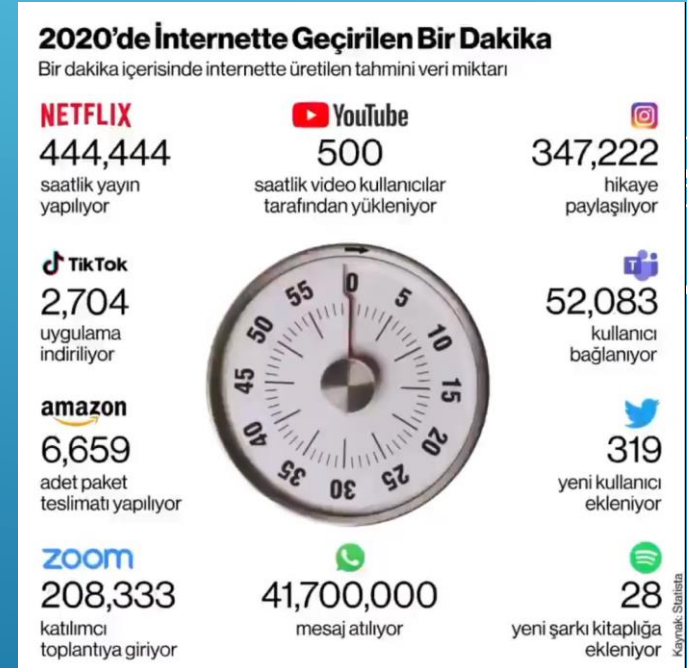 2020'de İnternette Geçirilen Bir Dakika
Bir dakika içerisinde internette üretilen tahmini veri miktarı
NETFLIX
444,444
saatlik yayın
yapılıyor
YouTube
500
saatlik video kullanıcılar
tarafından yükleniyor
347,222
hikaye
paylaşılıyor
TikTok
2,704
uygulama
indiriliyor
0
5
10
15
20
25
30
35
40
45
50
55
52,083
kullanıcı
bağlanıyor
amazon
6,659
adet paket
teslimatı yapılıyor
319
yeni kullanıcı
ekleniyor
zoom
208,333
katılımcı
toplantıya giriyor
41,700,000
mesaj atılıyor
28
yeni şarkı kitaplığa
ekleniyor
Kaynak: Statista